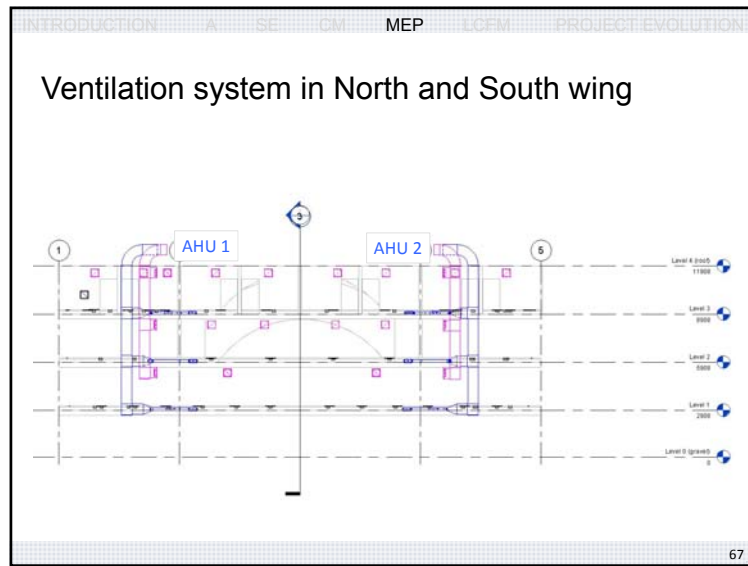 INTRODUCTION A SE CM MEP LCFM PROJECT EVOLUTION
Ventilation system in North and South wing
3
1
AHU 1
AHU 2
5
Level 4 (roof)
11900
Level 3
8900
Level 2
5900
Level 1
2900
Level 0 (gravel)
0
67